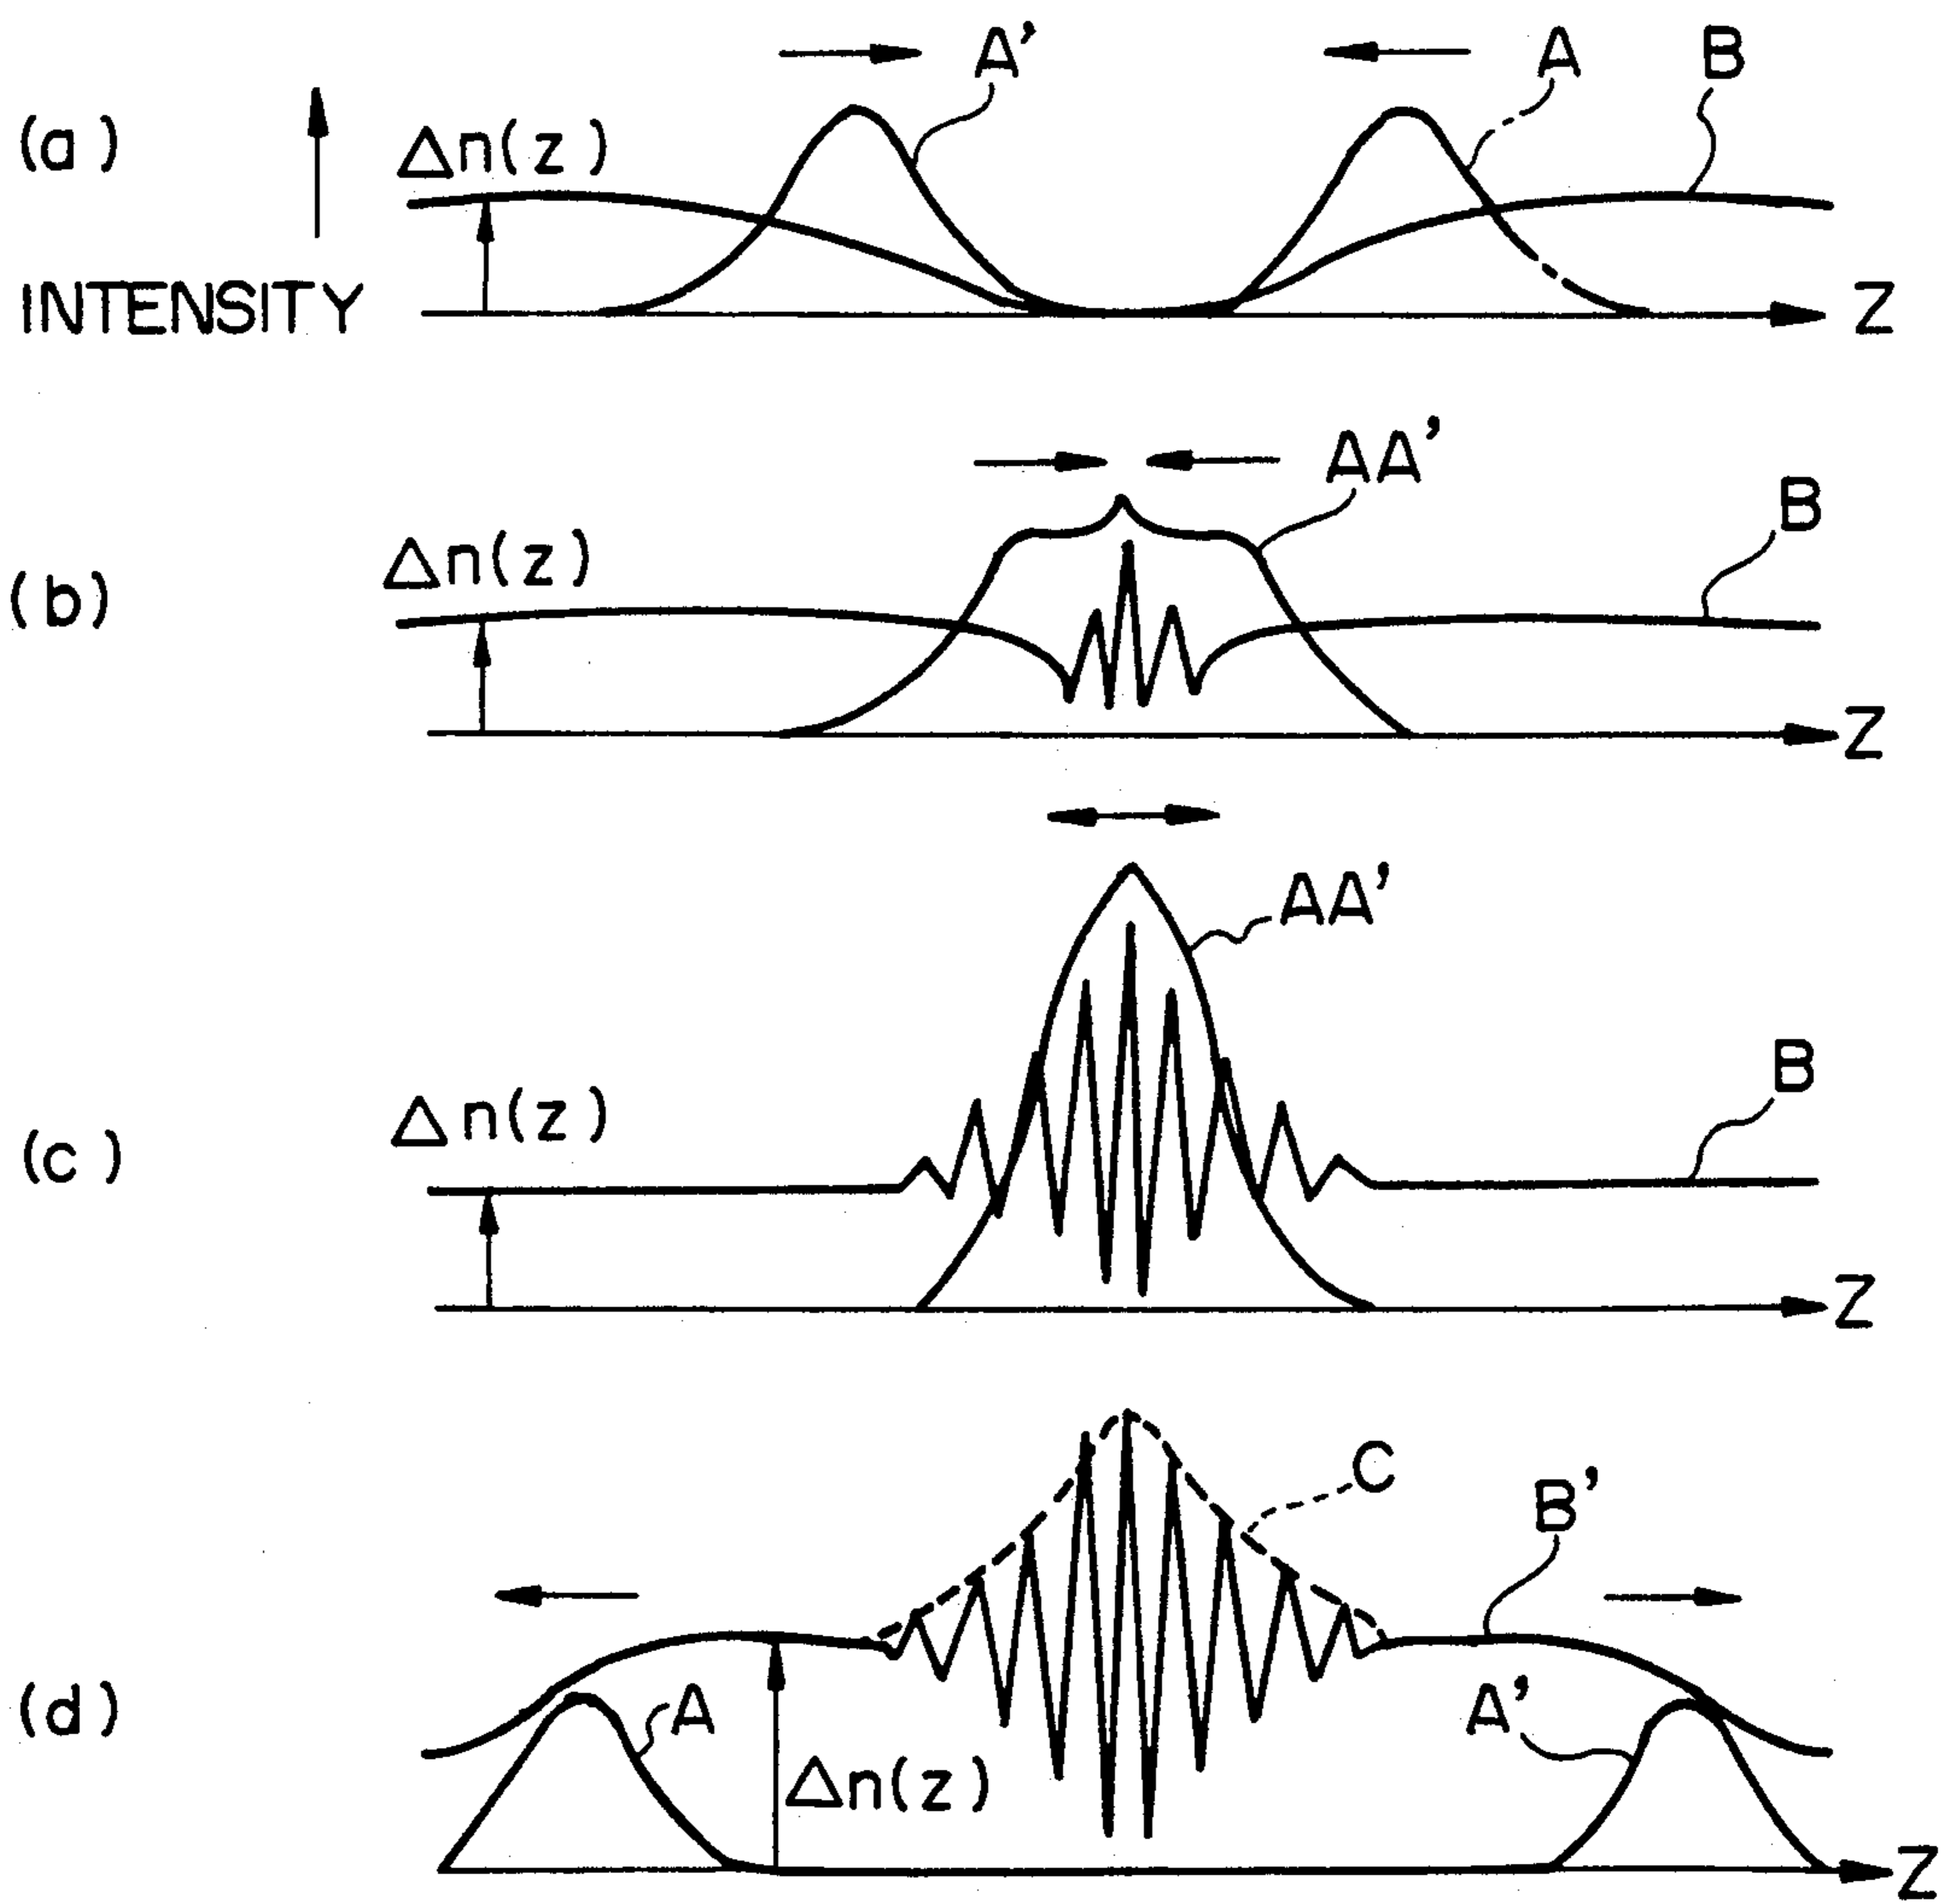 A' A B
(a) Δn(z)
INTENSITY Z
AA'
B
Δn(z)
(b)
Z
AA'
B
Δn(z)
(c)
Z
C
B'
(d) A A'
Δn(z)
Z